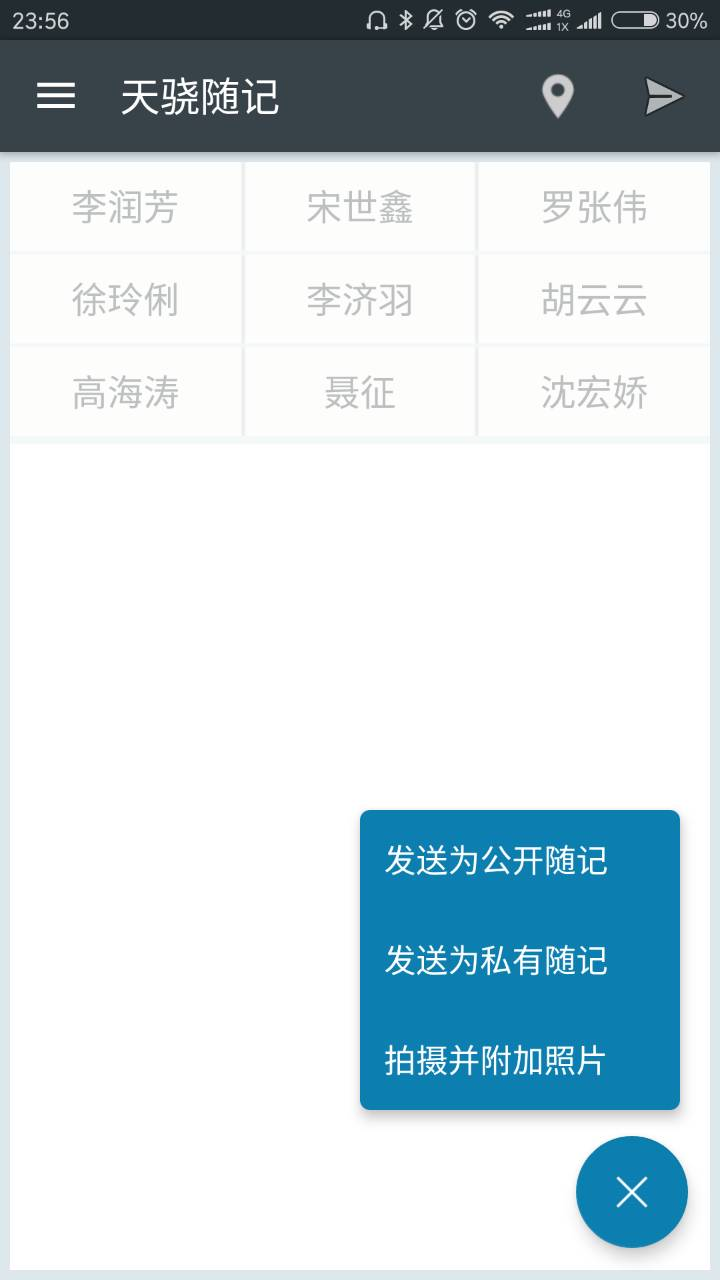 23:56 4G 1X 30%
天骁随记
李润芳 宋世鑫 罗张伟
徐玲俐 李济羽 胡云云
高海涛 聂征 沈宏娇
发送为公开随记
发送为私有随记
拍摄并附加照片